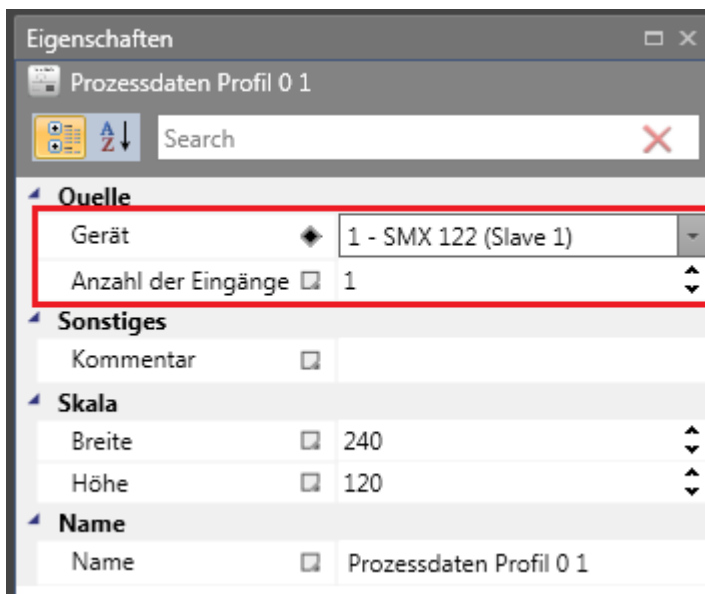 Eigenschaften
Prozessdaten Profil 0 1
A Z Search
Quelle
Gerät 1 - SMX 122 (Slave 1)
Anzahl der Eingänge 1
Sonstiges
Kommentar
Skala
Breite 240
Höhe 120
Name
Name Prozessdaten Profil 0 1